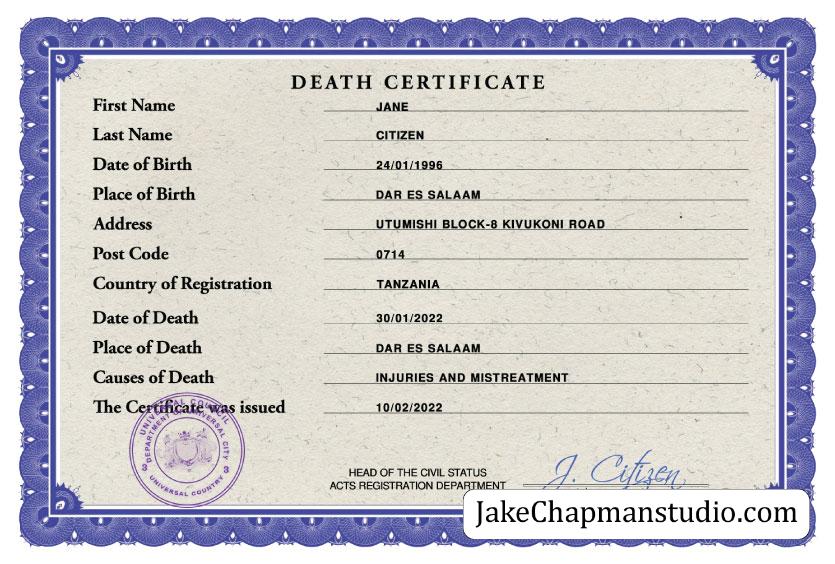 DEATH CERTIFICATE
First Name JANE
Last Name CITIZEN
Date of Birth 24/01/1996
Place of Birth DAR ES SALAAM
Address UTUMISHI BLOCK-8 KIVUKONI ROAD
Post Code 0714
Country of Registration TANZANIA
Date of Death 30/01/2022
Place of Death DAR ES SALAAM
Causes of Death INJURIES AND MISTREATMENT
The Certificate was issued 10/02/2022
UNIVERSAL COUNCIL
DEPARTMENT OF UNIVERSAL CITY
UNIVERSAL COUNTRY
HEAD OF THE CIVIL STATUS
ACTS REGISTRATION DEPARTMENT J. Citizen
JakeChapmanstudio.com